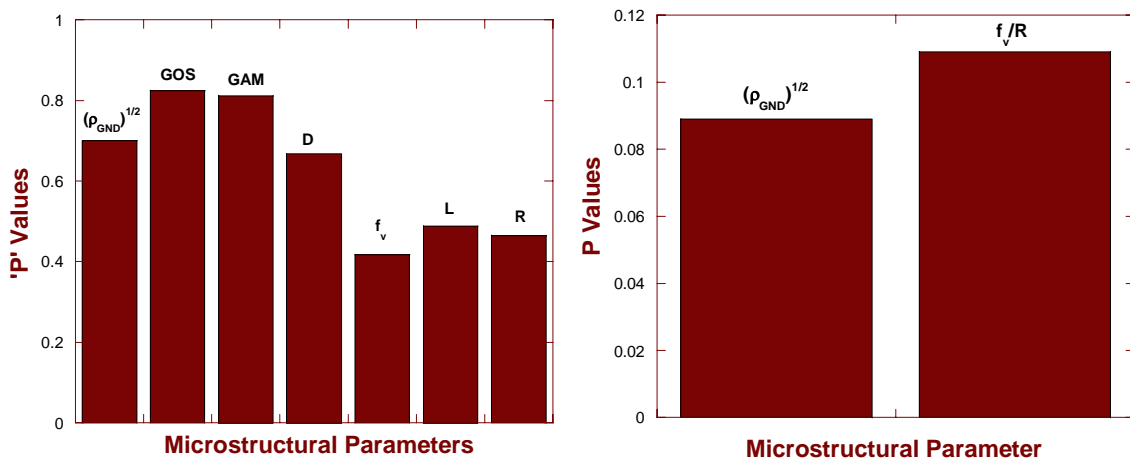 1
0.8
0.6
0.4
0.2
0
'P' Values
(ρGND)1/2
GOS
GAM
D
fv
L
R
Microstructural Parameters
0.12
0.1
0.08
0.06
0.04
0.02
0
P Values
(ρGND)1/2
fv/R
Microstructural Parameter